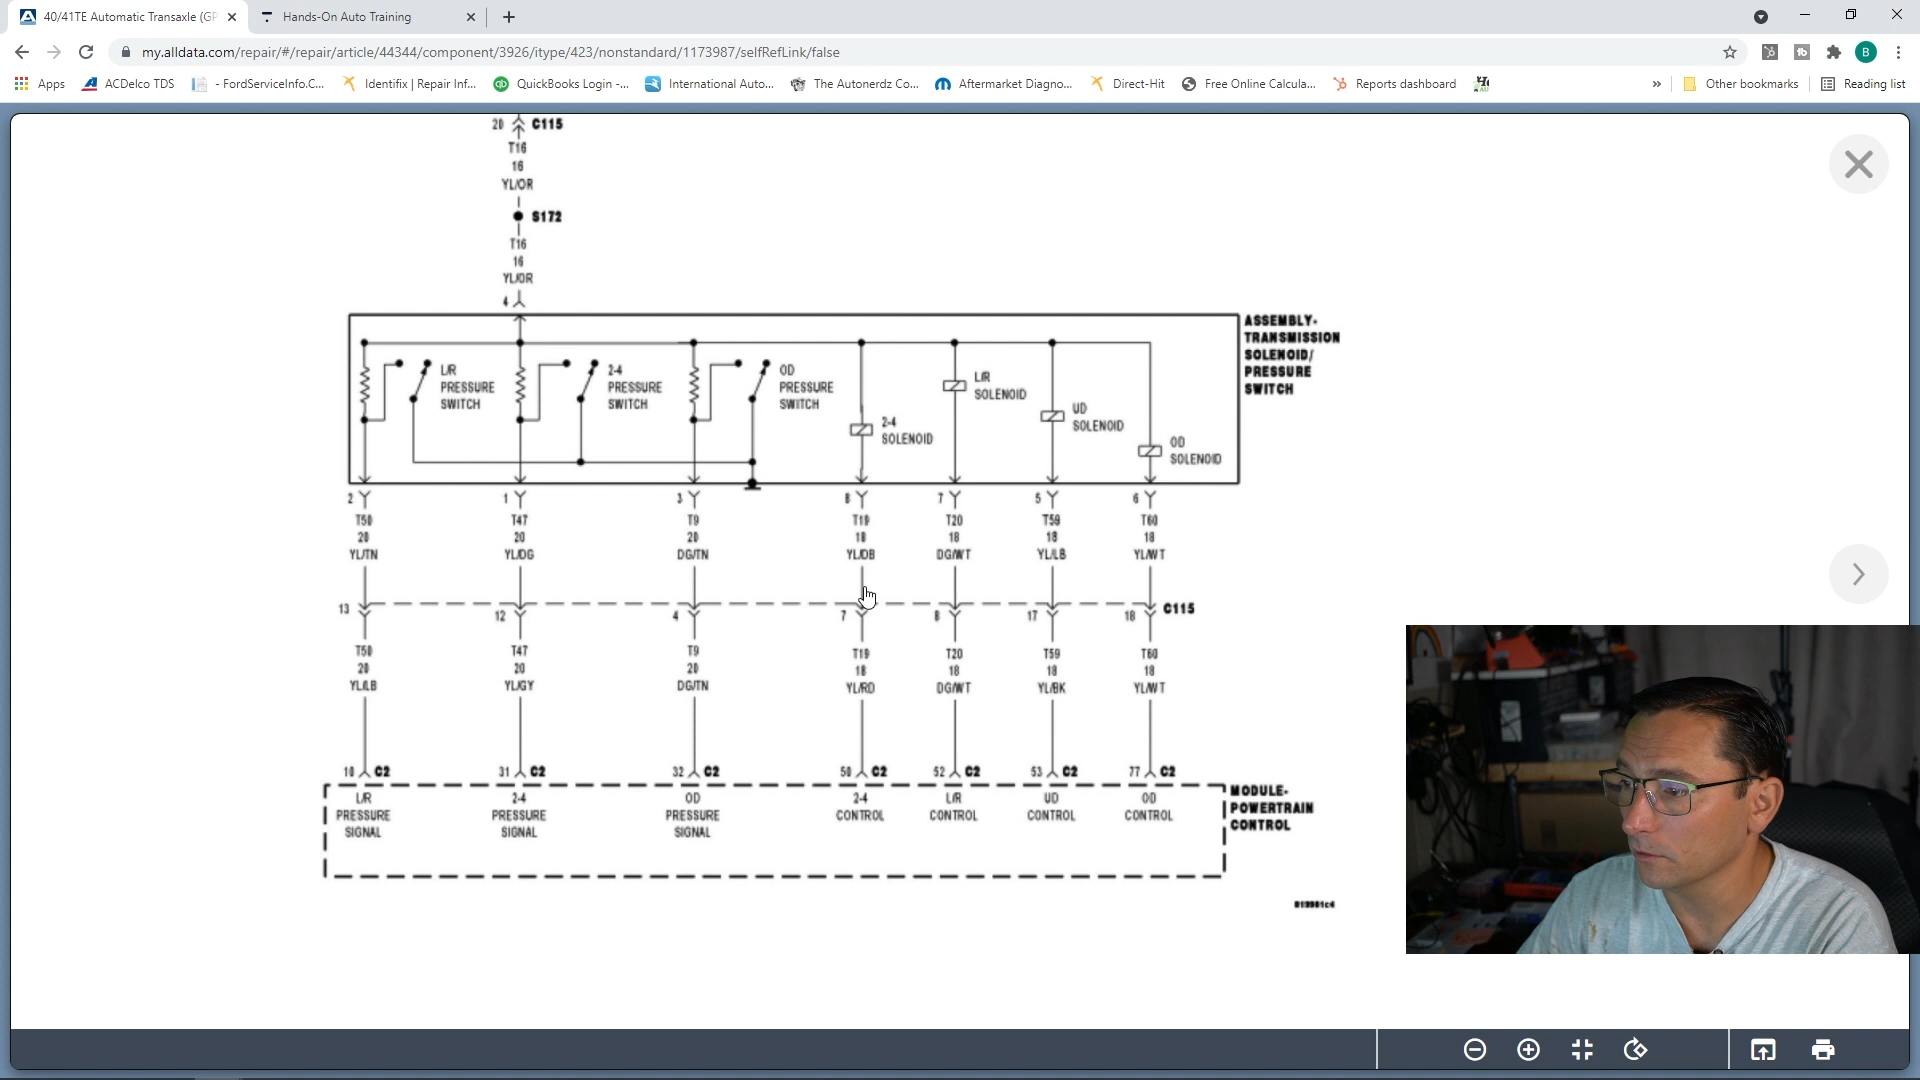 40/41TE Automatic Transaxle (GP
Hands-On Auto Training
my.alldata.com/repair/#/repair/article/44344/component/3926/itype/423/nonstandard/1173987/selfRefLink/false
B
Apps
ACDelco TDS
- FordServiceInfo.C...
Identifix | Repair Inf...
QuickBooks Login -...
International Auto...
The Autonerdz Co...
Aftermarket Diagno...
Direct-Hit
Free Online Calcula...
Reports dashboard
»
Other bookmarks
Reading list
20 C115
T16
16
YL/OR
S172
T16
16
YL/OR
4
ASSEMBLY-
TRANSMISSION
SOLENOID/
PRESSURE
SWITCH
L/R
PRESSURE
SWITCH
2-4
PRESSURE
SWITCH
OD
PRESSURE
SWITCH
2-4
SOLENOID
L/R
SOLENOID
UD
SOLENOID
OD
SOLENOID
2 1 3 8 7 5 6
T50 T47 T9 T19 T20 T59 T60
20 20 20 18 18 18 18
YL/TN YL/DG DG/TN YL/DB DG/WT YL/LB YL/WT
13 12 4 7 8 17 18 C115
T50 T47 T9 T19 T20 T59 T60
20 20 20 18 18 18 18
YL/LB YL/GY DG/TN YL/RD DG/WT YL/BK YL/WT
10 C2 31 C2 32 C2 50 C2 52 C2 53 C2 77 C2
L/R
PRESSURE
SIGNAL
2-4
PRESSURE
SIGNAL
OD
PRESSURE
SIGNAL
2-4
CONTROL
L/R
CONTROL
UD
CONTROL
OD
CONTROL
MODULE-
POWERTRAIN
CONTROL